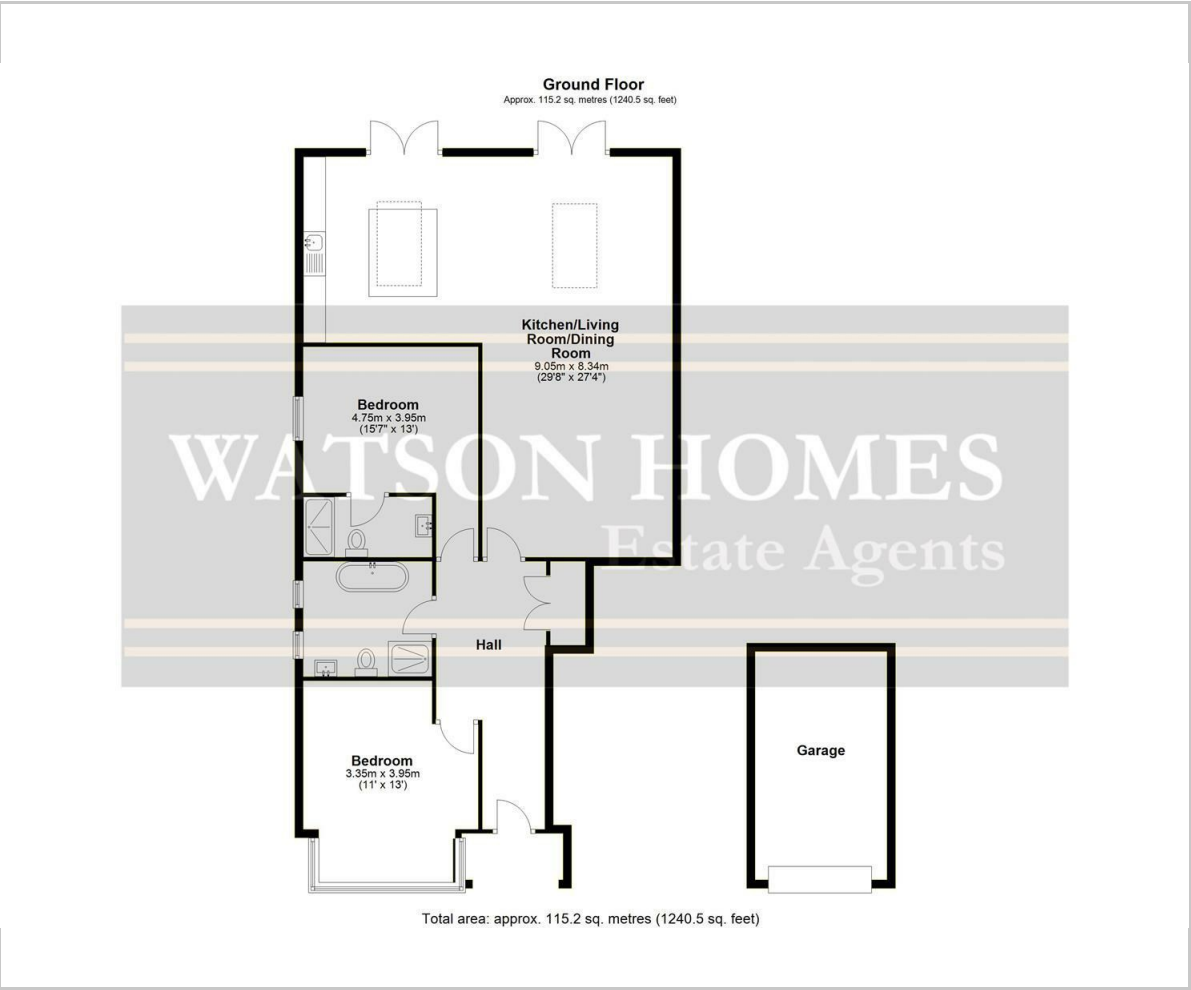 Ground Floor
Approx. 115.2 sq. metres (1240.5 sq. feet)
Kitchen/Living
Room/Dining
Room
9.05m x 8.34m
(29'8" x 27'4")
Bedroom
4.75m x 3.95m
(15'7" x 13')
WATSON HOMES
Estate Agents
Hall
Bedroom
3.35m x 3.95m
(11' x 13')
Garage
Total area: approx. 115.2 sq. metres (1240.5 sq. feet)